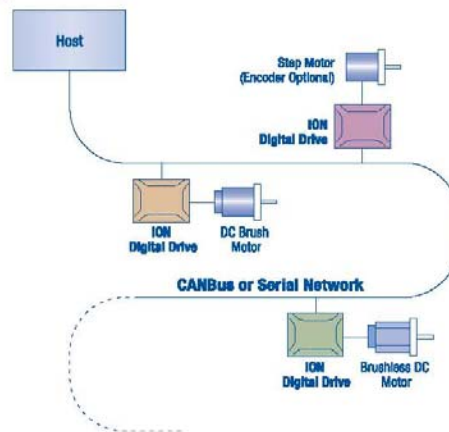 Host
Step Motor
(Encoder Optional)
ION
Digital Drive
ION
Digital Drive
DC Brush
Motor
CANBus or Serial Network
ION
Digital Drive
Brushless DC
Motor